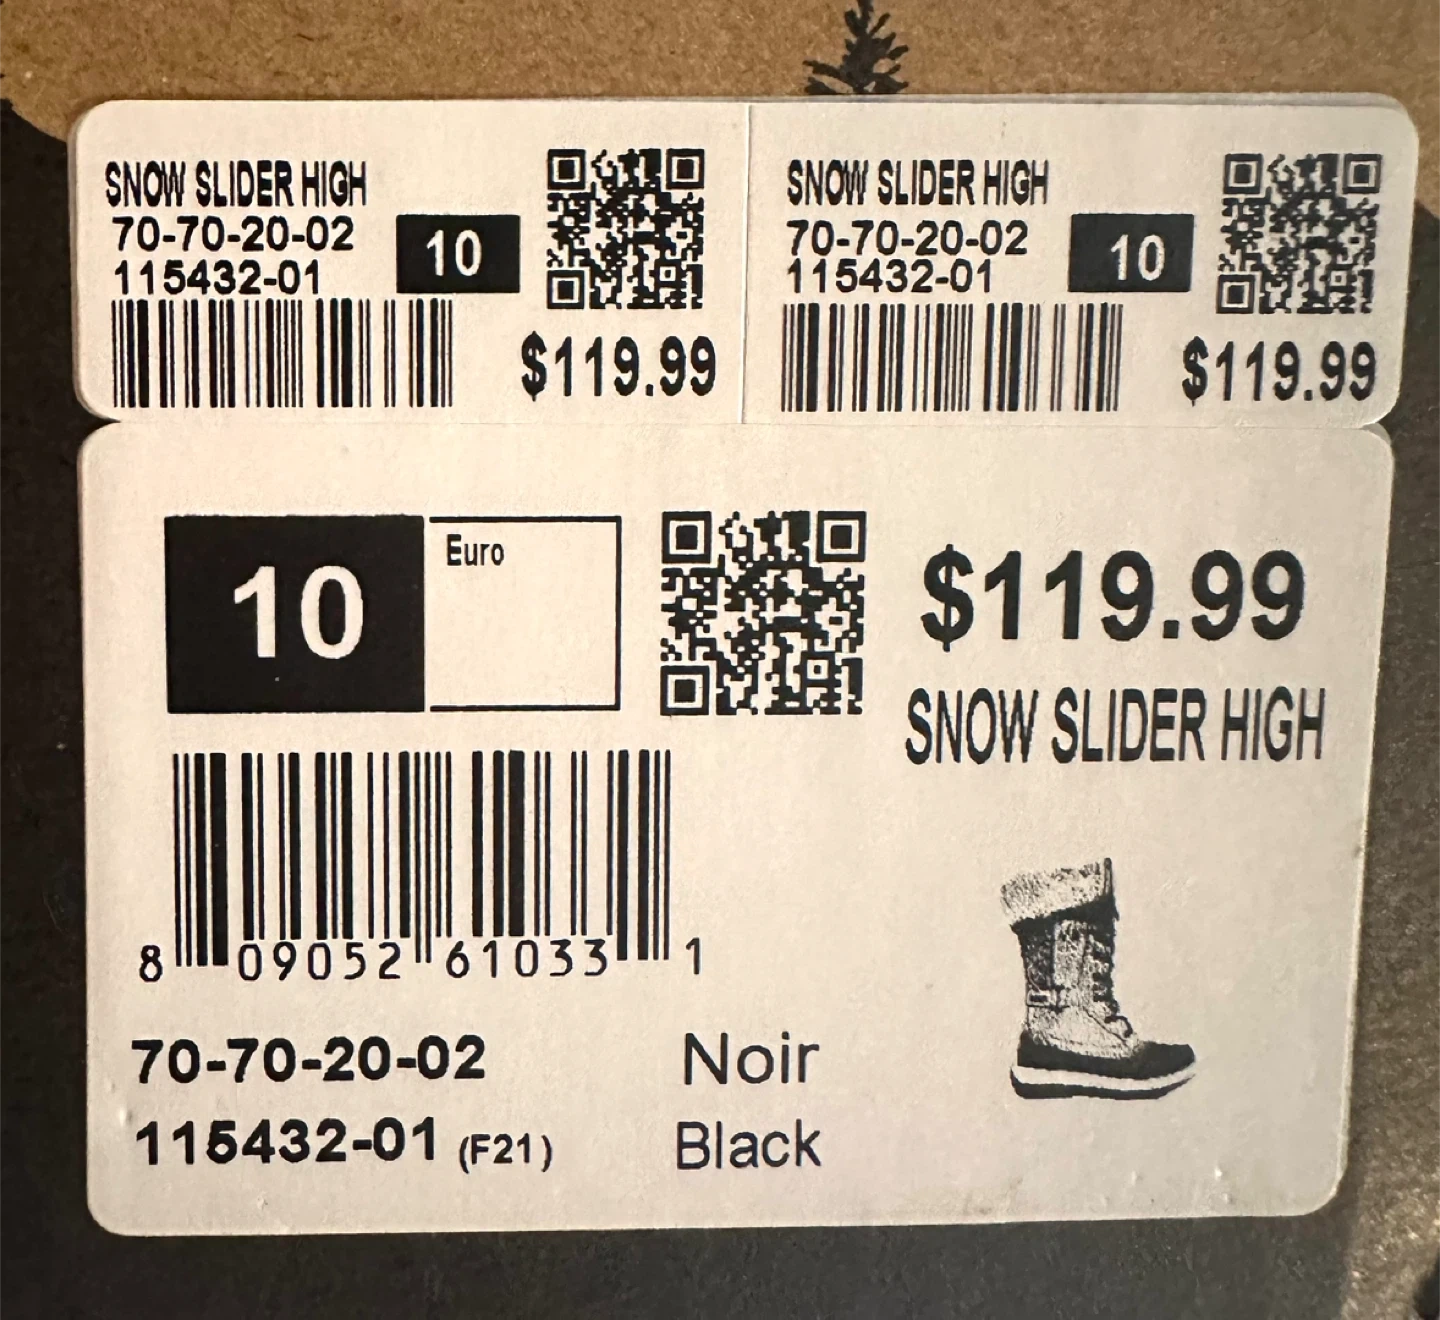 SNOW SLIDER HIGH
70-70-20-02
115432-01
10
$119.99
SNOW SLIDER HIGH
70-70-20-02
115432-01
10
$119.99
10
Euro
$119.99
SNOW SLIDER HIGH
8 09052 61033 1
70-70-20-02
Noir
115432-01 (F21)
Black